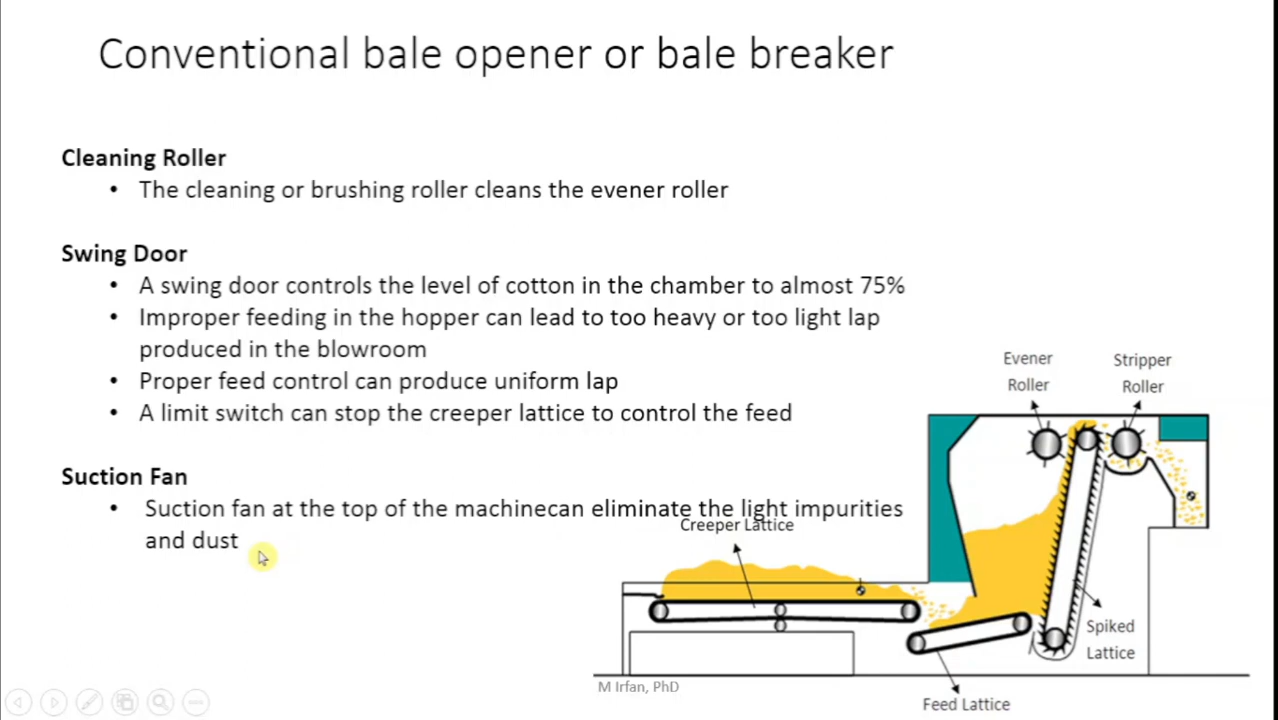 Conventional bale opener or bale breaker
Cleaning Roller
• The cleaning or brushing roller cleans the evener roller
Swing Door
• A swing door controls the level of cotton in the chamber to almost 75%
• Improper feeding in the hopper can lead to too heavy or too light lap
produced in the blowroom
• Proper feed control can produce uniform lap
• A limit switch can stop the creeper lattice to control the feed
Suction Fan
• Suction fan at the top of the machinecan eliminate the light impurities
and dust
Evener
Roller
Stripper
Roller
Creeper Lattice
Spiked
Lattice
Feed Lattice
M Irfan, PhD